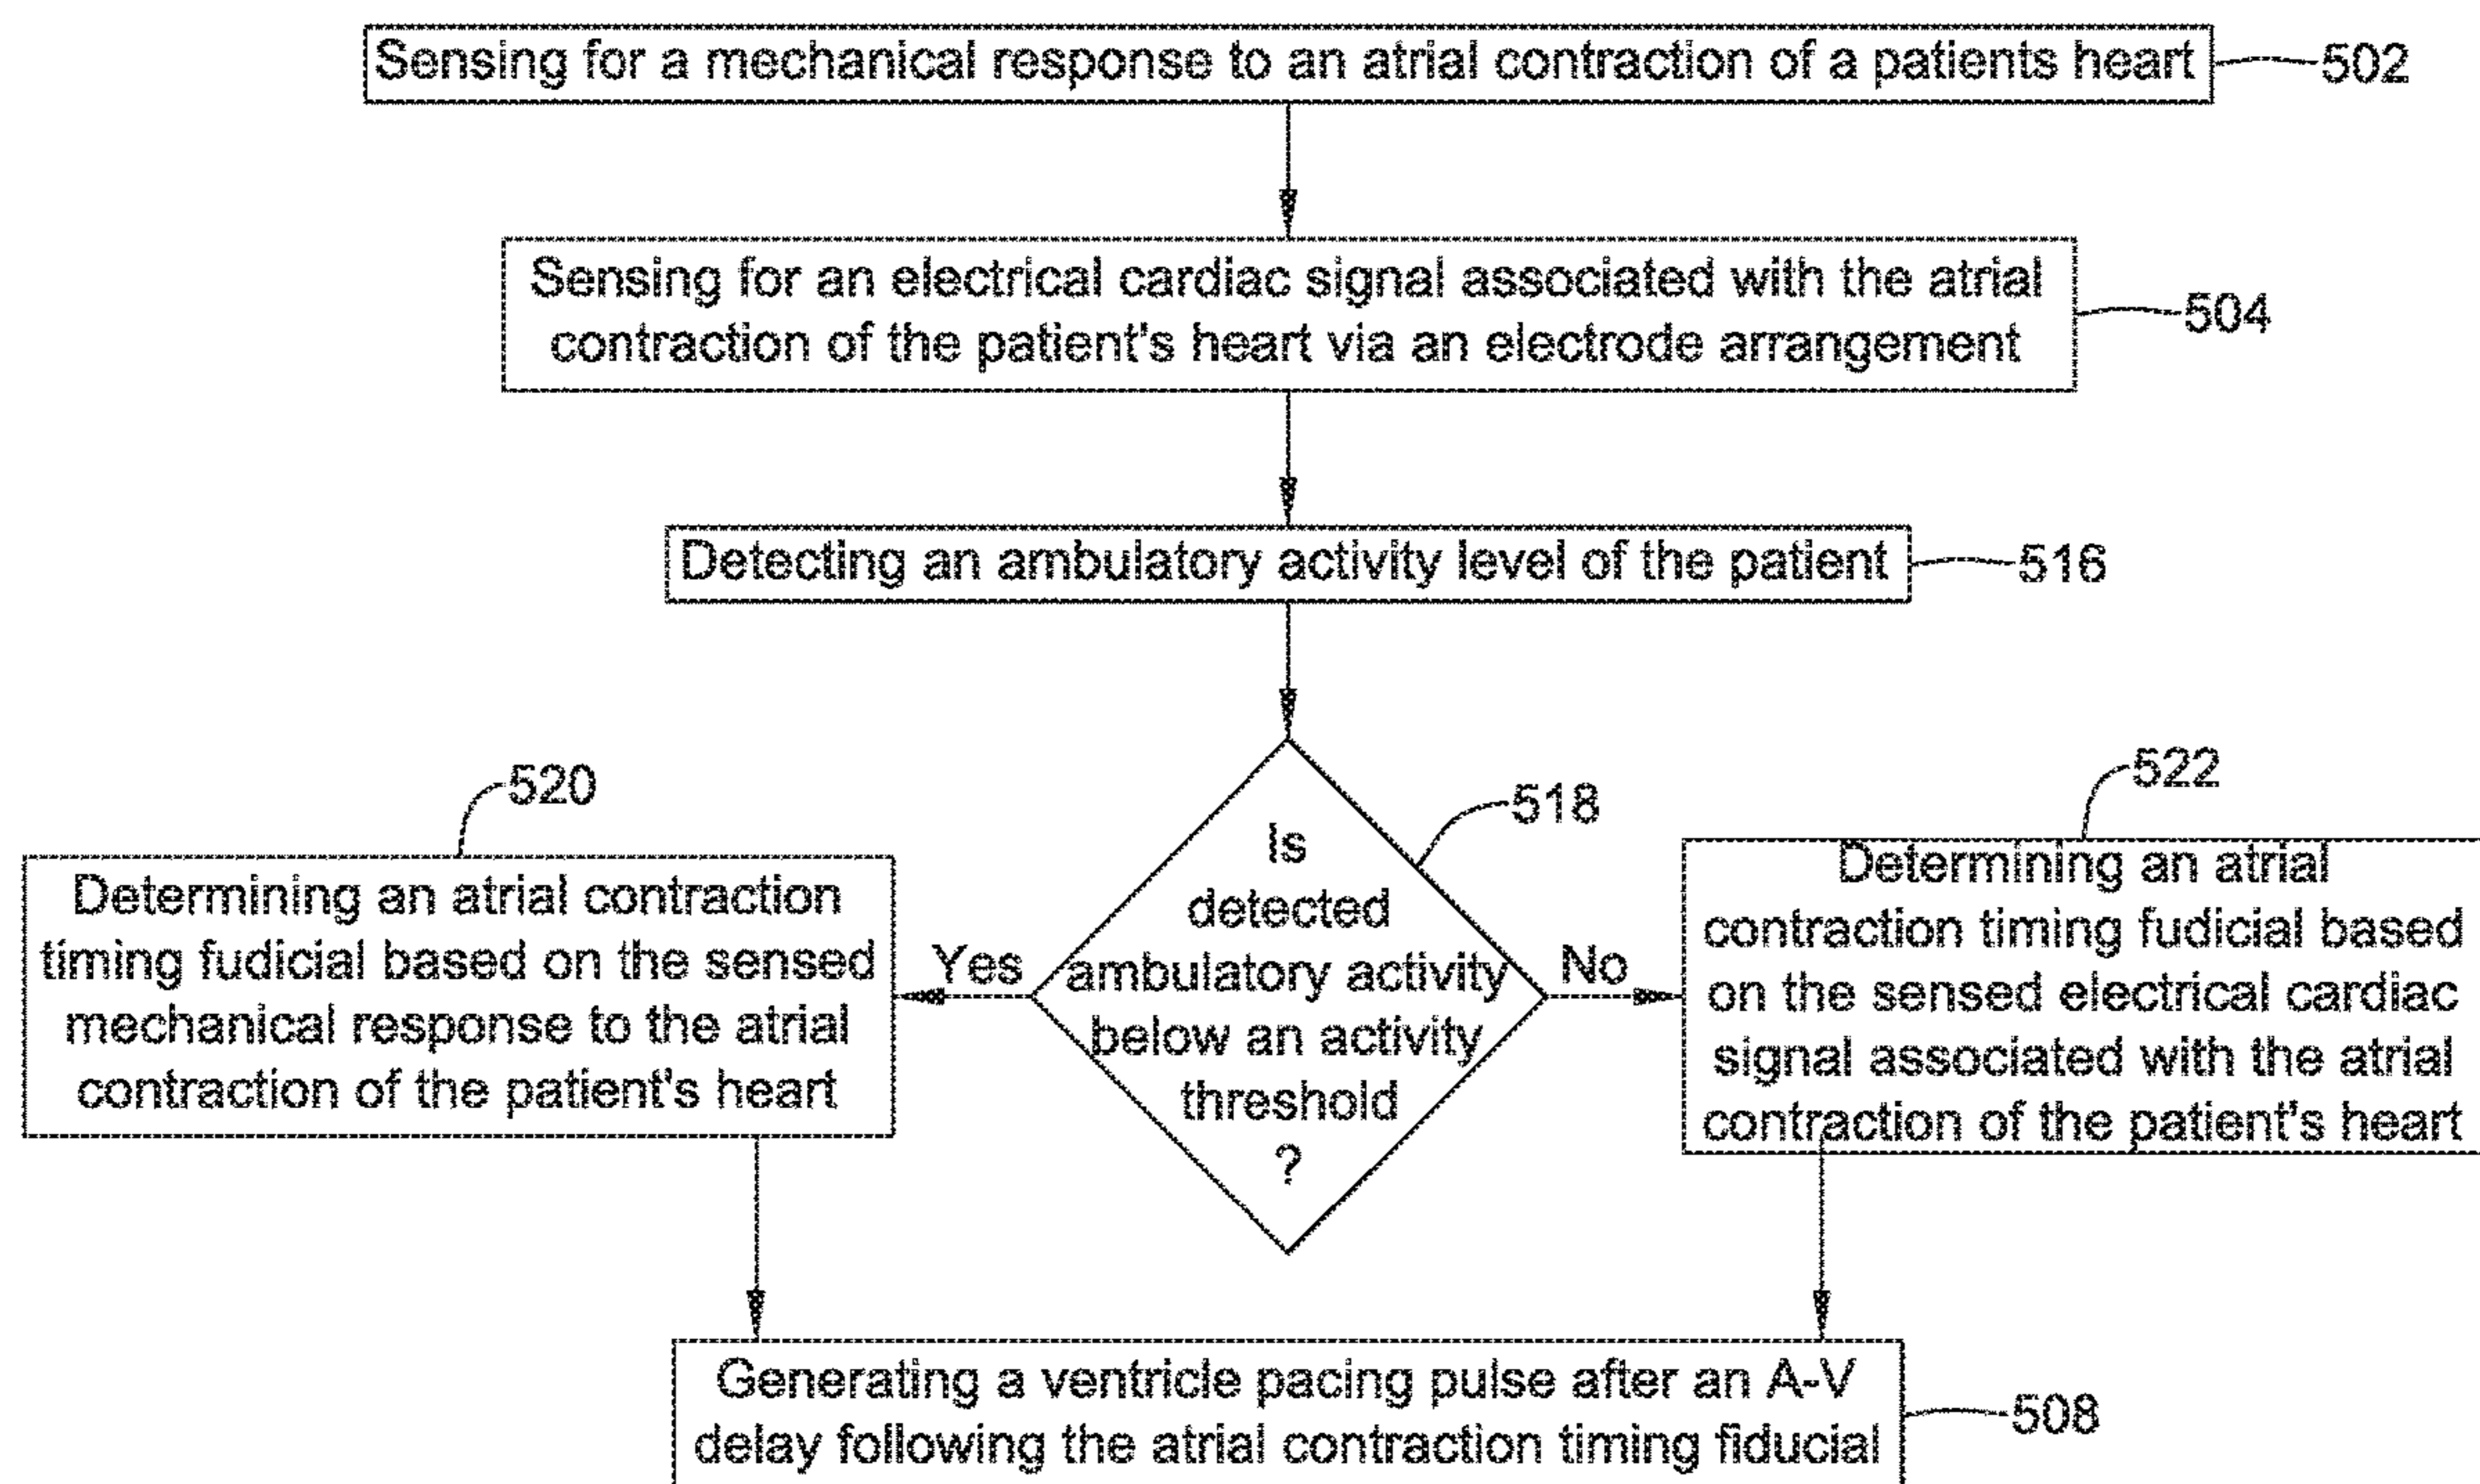 Sensing for a mechanical response to an atrial contraction of a patients heart
502
Sensing for an electrical cardiac signal associated with the atrial
contraction of the patient's heart via an electrode arrangement
504
Detecting an ambulatory activity level of the patient
516
520
Determining an atrial contraction
timing fudicial based on the sensed
mechanical response to the atrial
contraction of the patient's heart
Yes
518
Is
detected
ambulatory activity
below an activity
threshold
?
No
522
Determining an atrial
contraction timing fudicial based
on the sensed electrical cardiac
signal associated with the atrial
contraction of the patient's heart
Generating a ventricle pacing pulse after an A-V
delay following the atrial contraction timing fiducial
508